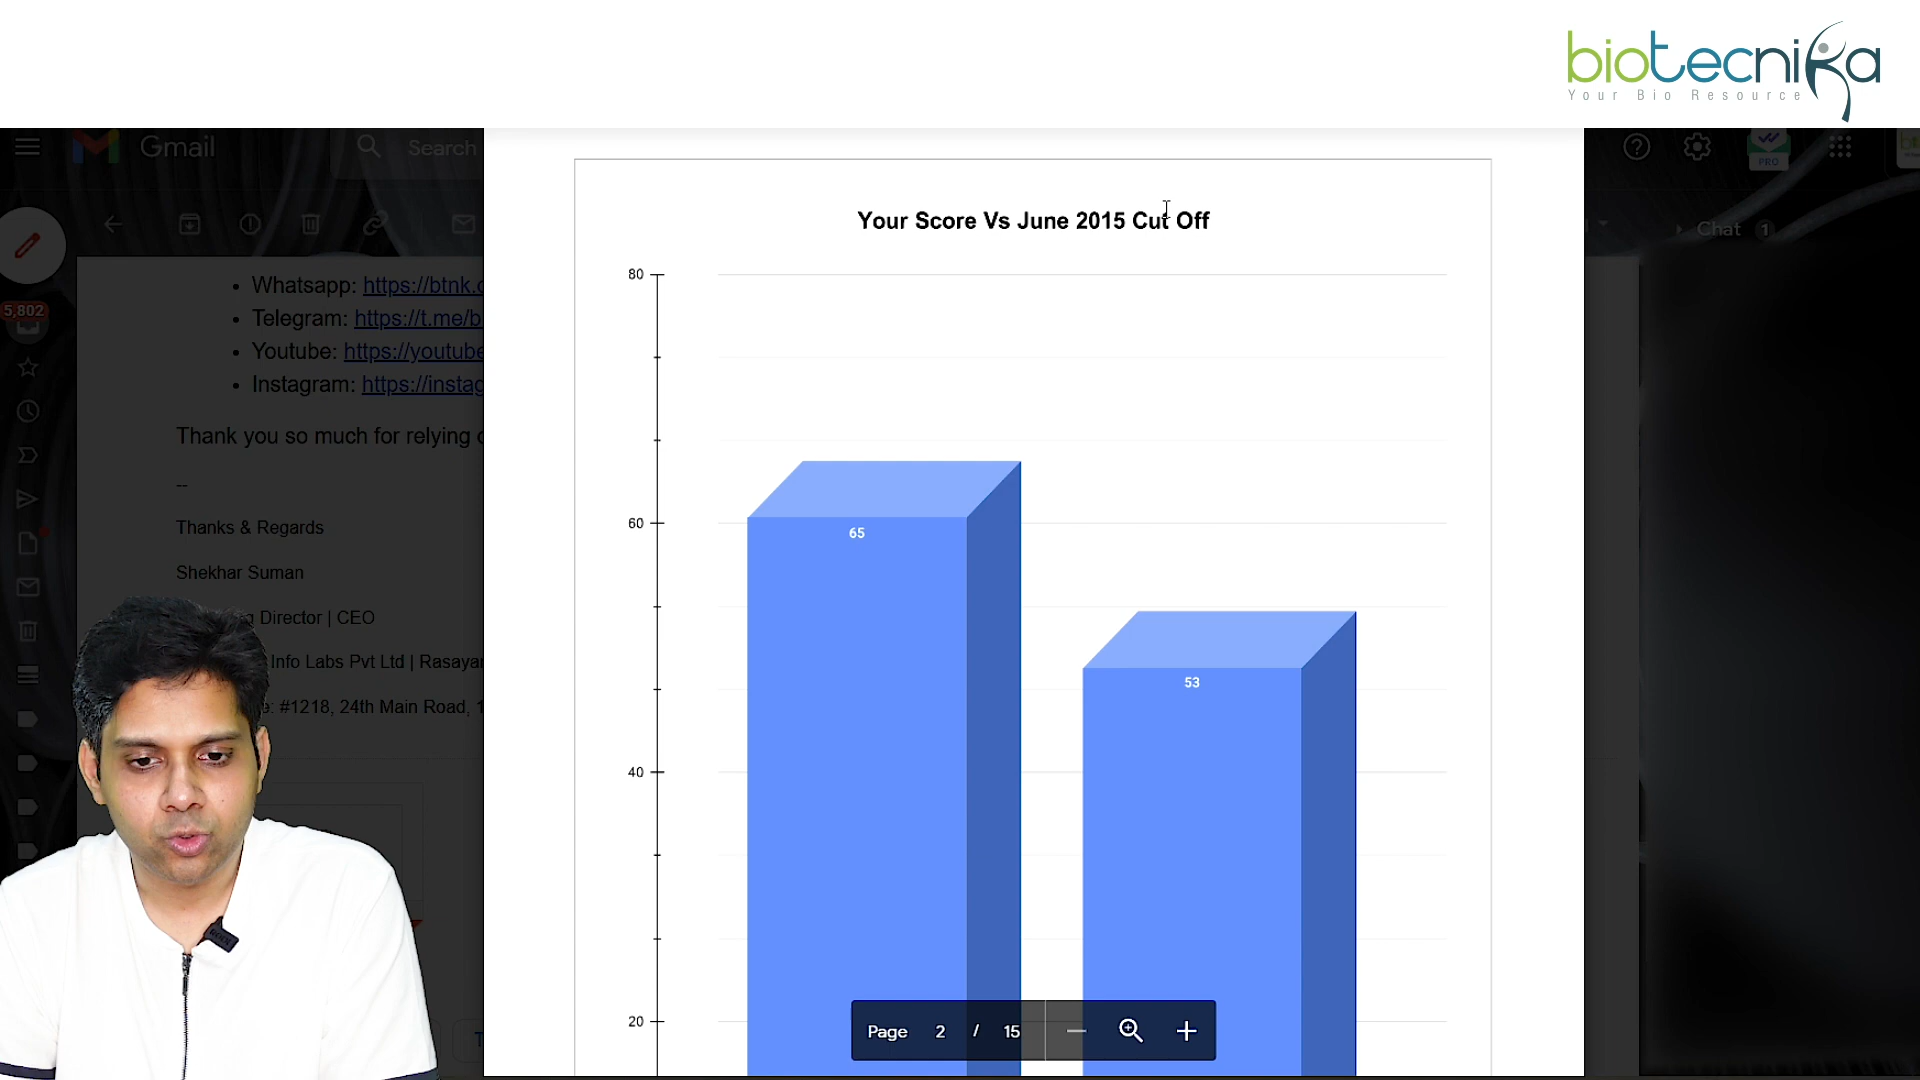 biotecnika
Your Bio Resource
Gmail
Search
PRO
Chat 1
5,802
Whatsapp: https://btnk.
Telegram: https://t.me/b
Youtube: https://youtube
Instagram: https://instag
Thank you so much for relying
--
Thanks & Regards
Shekhar Suman
Director | CEO
Info Labs Pvt Ltd | Rasaya
#1218, 24th Main Road, 1
Your Score Vs June 2015 Cut Off
80
60
40
20
65
53
Page 2 / 15